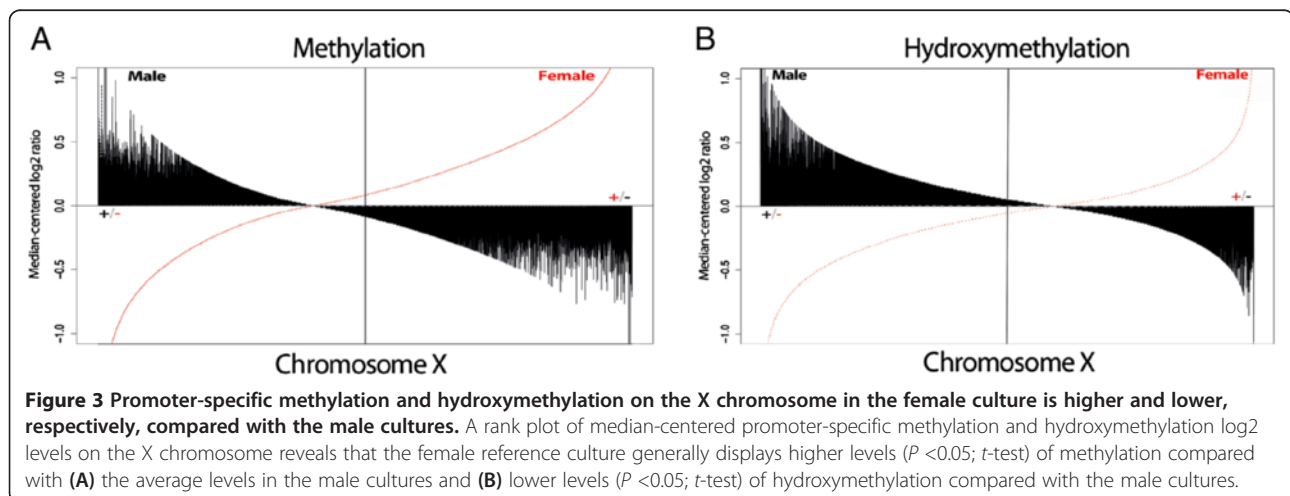 A
Methylation
Male
Female
Median-centered log2 ratio
1.0
0.5
0.0
-0.5
-1.0
+/-
+/-
Chromosome X
B
Hydroxymethylation
Male
Female
Median-centered log2 ratio
1.0
0.5
0.0
-0.5
-1.0
+/-
+/-
Chromosome X
Figure 3 Promoter-specific methylation and hydroxymethylation on the X chromosome in the female culture is higher and lower,
respectively, compared with the male cultures. A rank plot of median-centered promoter-specific methylation and hydroxymethylation log2
levels on the X chromosome reveals that the female reference culture generally displays higher levels (P <0.05; t-test) of methylation compared
with (A) the average levels in the male cultures and (B) lower levels (P <0.05; t-test) of hydroxymethylation compared with the male cultures.